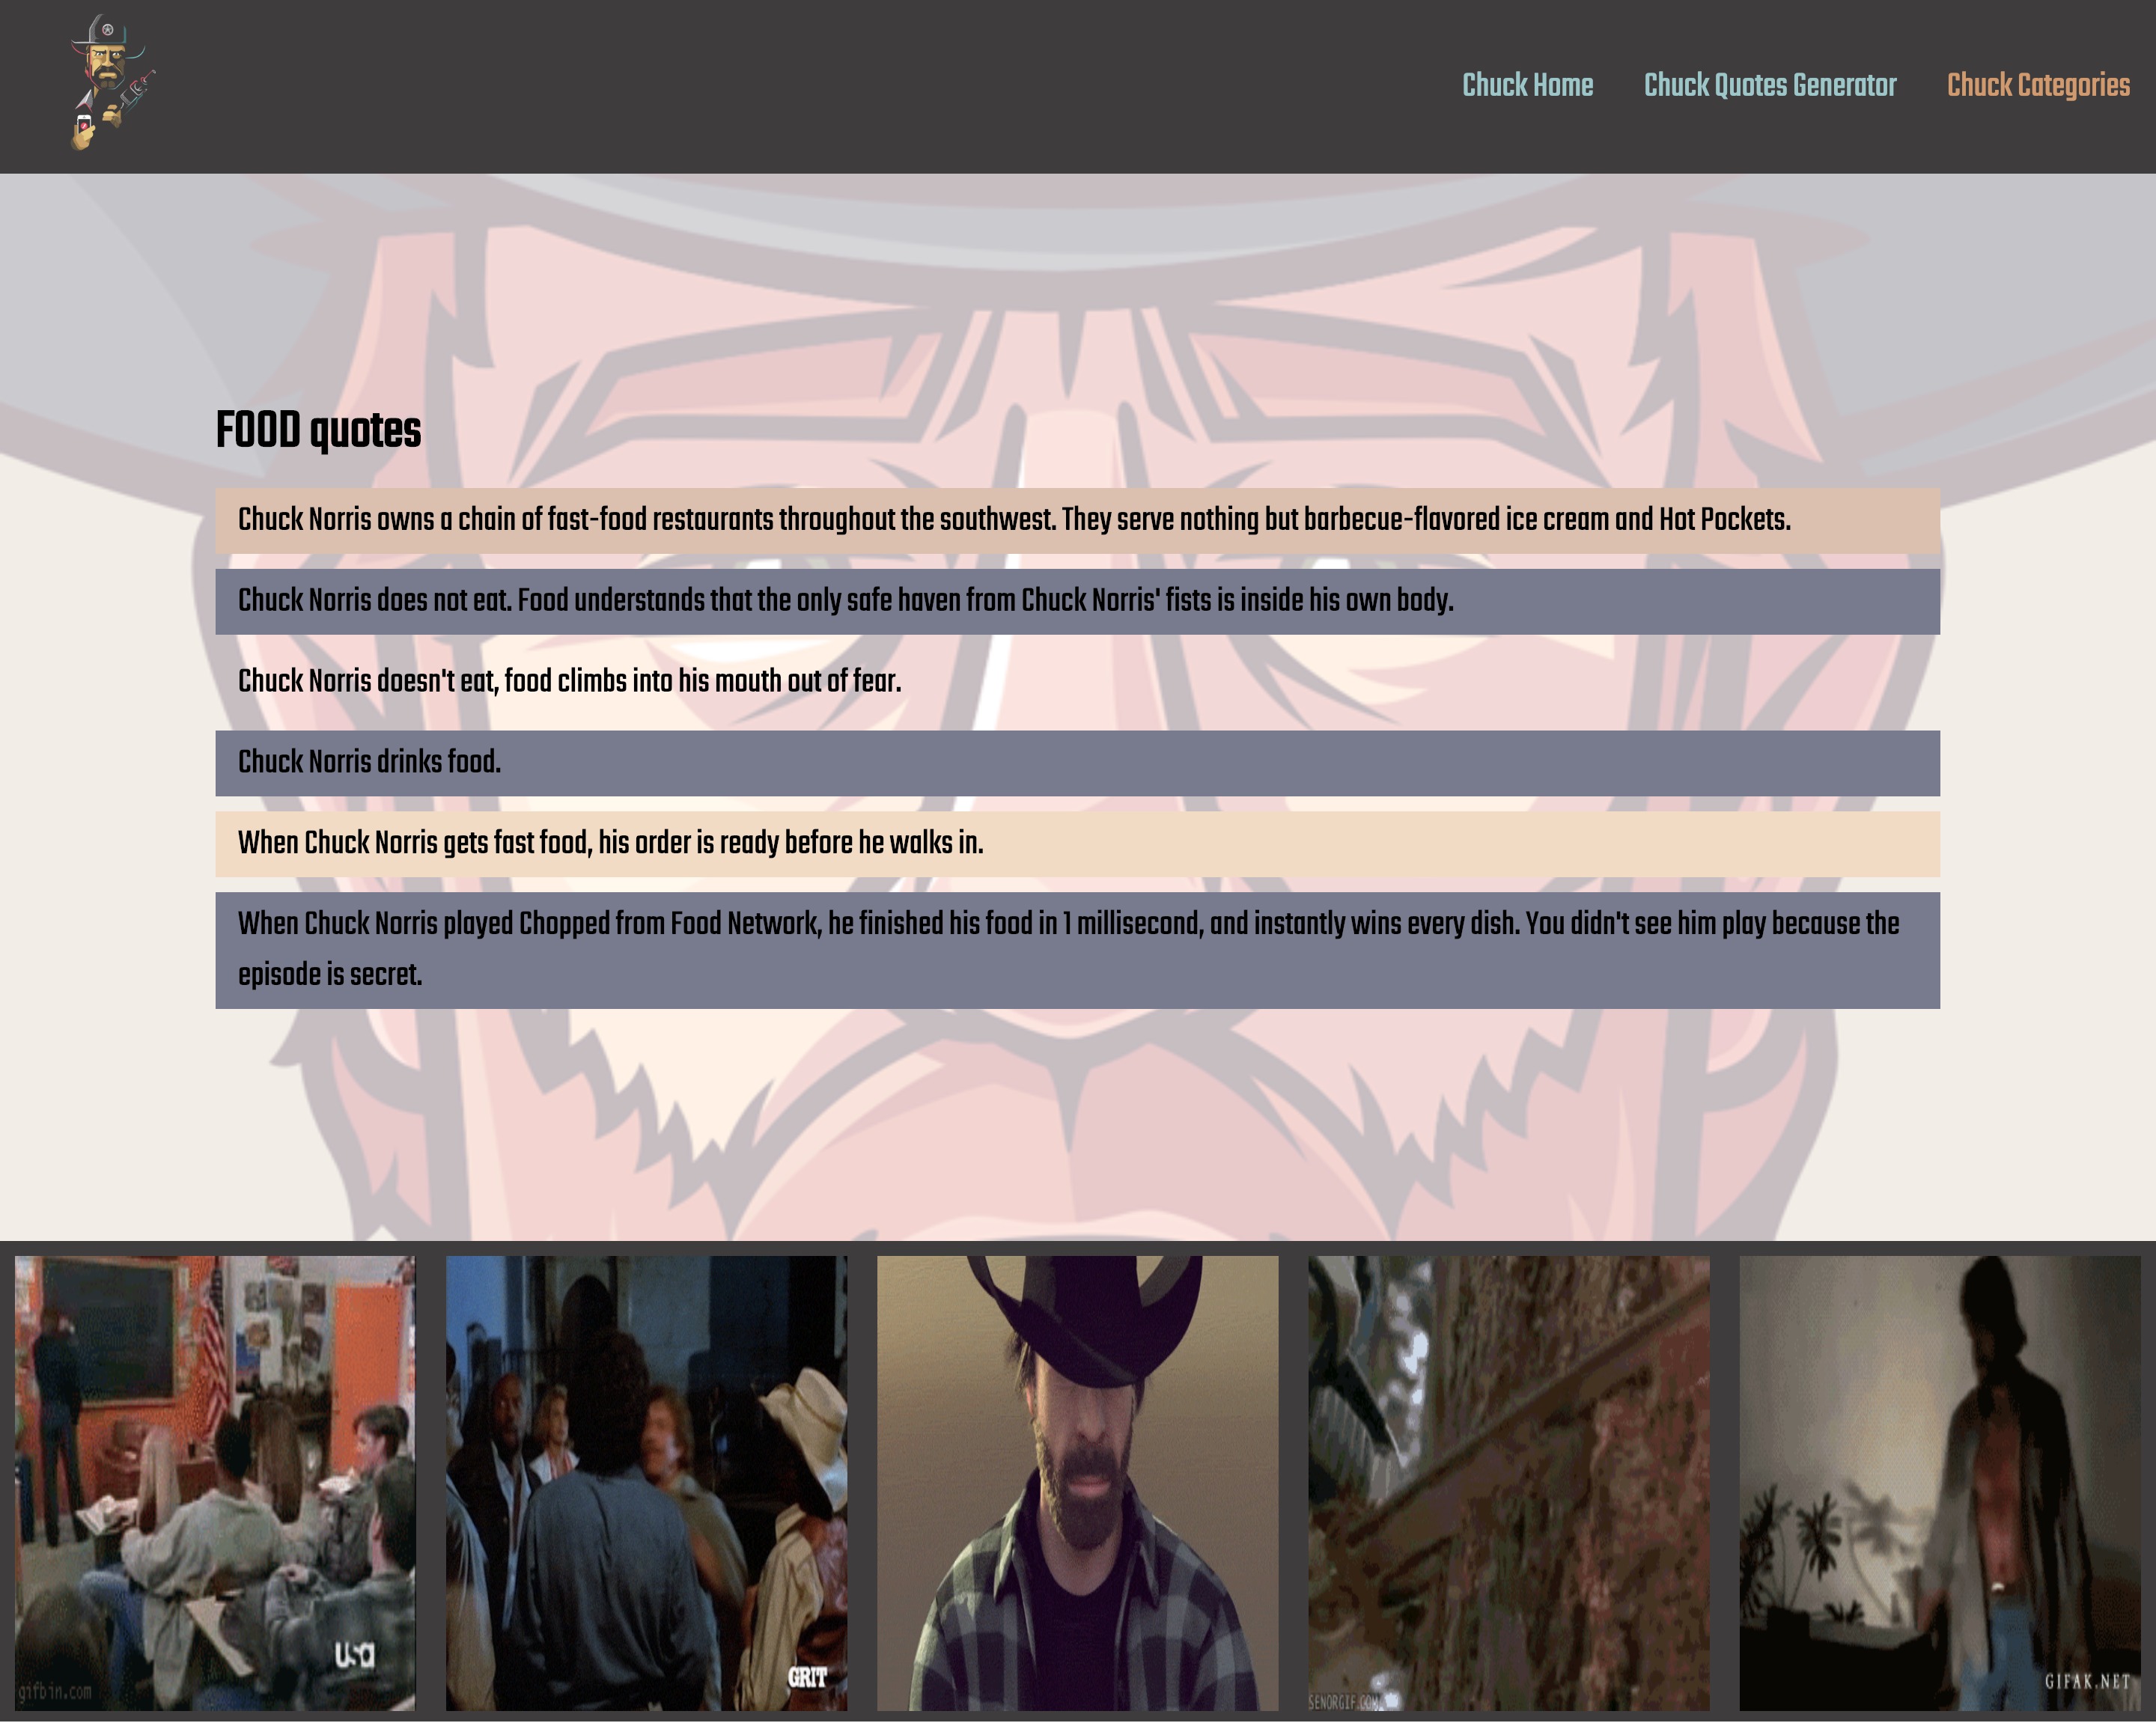 Chuck Home
Chuck Quotes Generator
Chuck Categories
FOOD quotes
Chuck Norris owns a chain of fast-food restaurants throughout the southwest. They serve nothing but barbecue-flavored ice cream and Hot Pockets.
Chuck Norris does not eat. Food understands that the only safe haven from Chuck Norris' fists is inside his own body.
Chuck Norris doesn't eat, food climbs into his mouth out of fear.
Chuck Norris drinks food.
When Chuck Norris gets fast food, his order is ready before he walks in.
When Chuck Norris played Chopped from Food Network, he finished his food in 1 millisecond, and instantly wins every dish. You didn't see him play because the
episode is secret.
usa
gifbin.com
GRIT
SENORGIF.COM
GIFAK.NET